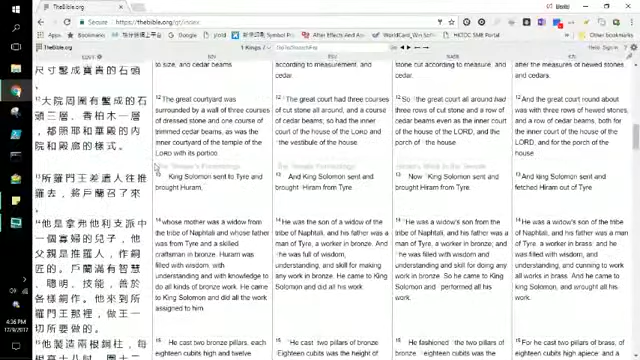 TheBible.org
Secure
https://thebible.org/gt/index
Apps
Google
Paypal
After Effects And
HKTDC SME Portal
TheBible.org
1 Kings 7
Go
尺寸鑿成寶貴的石頭
12大院周圍有鑿成的石
頭三層、香柏木一層
，都照耶和華殿的內
院和殿廊的樣式。
13所羅門王差遣人往推
羅去，將戶蘭召了來
。
14他是拿弗他利支派中
一個寡婦的兒子，他
父親是推羅人，作銅
匠的。戶蘭滿有智慧
、聰明、技能，善於
各樣銅作。他來到所
羅門王那裡，做王一
切所要做的。
15他製造兩根銅柱，每
to size, and cedar beams
12 The great courtyard was
surrounded by a wall of three courses
of dressed stone and one course of
trimmed cedar beams, as was the
inner courtyard of the temple of the
LORD with its portico.
13 King Solomon sent to Tyre and
brought Huram,
14 whose mother was a widow from
the tribe of Naphtali and whose father
was from Tyre and a skilled
craftsman in bronze. Huram was
filled with wisdom, with
understanding and with knowledge to
do all kinds of bronze work. He came
to King Solomon and did all the work
assigned to him.
15 He cast two bronze pillars, each
eighteen cubits high and twelve
according to measurement, and
cedar.
12 The great court had three courses
of cut stone all around, and a course
of cedar beams; so had the inner
court of the house of the LORD and
the vestibule of the house.
13 And King Solomon sent and
brought Hiram from Tyre.
14 He was the son of a widow of the
tribe of Naphtali, and his father was a
man of Tyre, a worker in bronze. And
he was full of wisdom,
understanding, and skill for making
any work in bronze. He came to King
Solomon and did all his work.
15 He cast two pillars of bronze.
Eighteen cubits was the height of
stone cut according to measure, and
cedar.
12 So the great court all around had
three rows of cut stone and a row of
cedar beams even as the inner court
of the house of the LORD, and the
porch of the house.
13 Now King Solomon sent and
brought Hiram from Tyre.
14 He was a widow's son from the
tribe of Naphtali, and his father was a
man of Tyre, a worker in bronze; and
he was filled with wisdom and
understanding and skill for doing any
work in bronze. So he came to King
Solomon and performed all his
work.
15 He fashioned the two pillars of
bronze; eighteen cubits was the
after the measures of hewed stones,
and cedars.
12 And the great court round about
was with three rows of hewed stones,
and a row of cedar beams, both for
the inner court of the house of the
LORD, and for the porch of the
house.
13 And king Solomon sent and
fetched Hiram out of Tyre.
14 He was a widow's son of the tribe
of Naphtali, and his father was a man
of Tyre, a worker in brass: and he
was filled with wisdom, and
understanding, and cunning to work
all works in brass. And he came to
king Solomon, and wrought all his
work.
15 For he cast two pillars of brass, of
eighteen cubits high apiece: and a
4:36 PM
17/9/2017